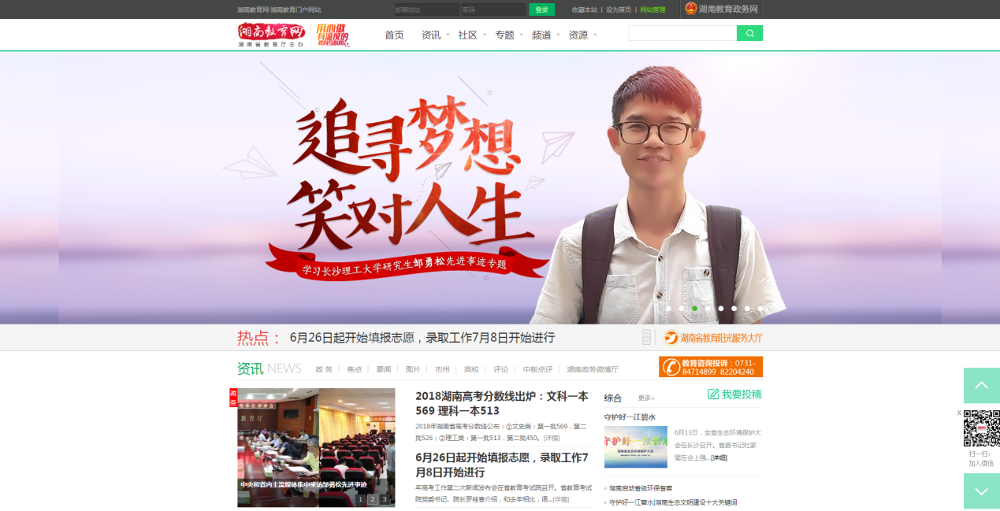 湖南教育网·湖南教育门户网站
邮箱地址
密码
登录
收藏本站 | 设为首页 | 网站管理
湖南教育政务网
湖南教育网
湖南省教育厅主办
用心做
有温度的
教育互联网
首页 资讯 社区 专题 频道 资源
追寻梦想
笑对人生
学习长沙理工大学研究生邹勇松先进事迹专题
热点： 6月26日起开始填报志愿，录取工作7月8日开始进行
湖南省教育阳光服务大厅
资讯 NEWS 政务 | 焦点 | 要闻 | 图片 | 市州 | 高校 | 评论 | 中板点评 | 湖南政务微博厅
教育咨询投诉：0731-
84714899 82204240
政务
教育厅
中央和省内主流媒体集中采访邹勇松先进事迹
1 2 3
2018湖南高考分数线出炉：文科一本
569 理科一本513
2018年湖南省高考分数线公布：①文史类：第一批569，第二
批526；②理工类：第一批513，第二批450。[详情]
6月26日起开始填报志愿，录取工作7
月8日开始进行
年高考工作第二次新闻发布会在省教育考试院召开。省教育考试
院党委书记、院长罗桂香介绍，和去年相比，语...[详情]
综合 更多>
我要投稿
守护好一江碧水
守护好一江碧水
6月13日，全省生态环境保护大
会在长沙召开。省委书记杜家
毫在会上强...[详细]
湖南启动省级环保督察
守护好一江碧水|湖南生态文明建设十大关键词
X
扫一扫，
加入微信